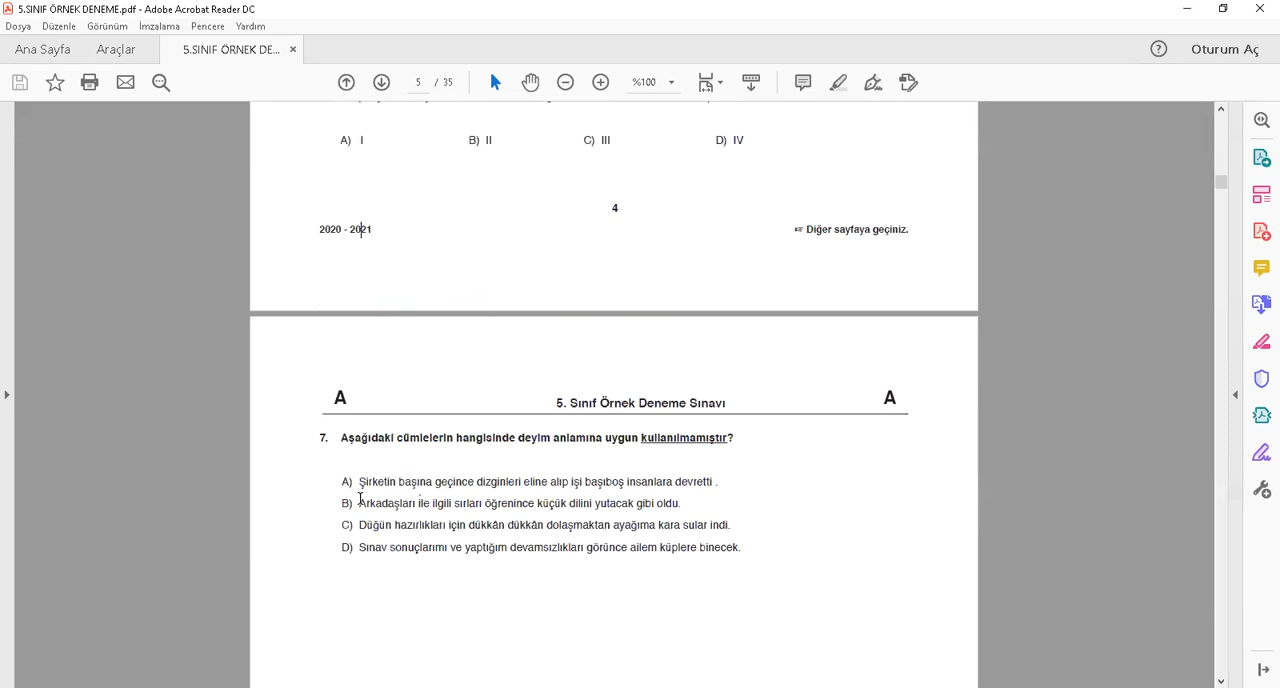 5.SINIF ÖRNEK DENEME.pdf - Adobe Acrobat Reader DC
Dosya Düzenle Görünüm İmzalama Pencere Yardım
Ana Sayfa Araçlar 5.SINIF ÖRNEK DE... × ? Oturum Aç
5 / 35 %100
A) I B) II C) III D) IV
4
2020 - 2021 ☞ Diğer sayfaya geçiniz.
A 5. Sınıf Örnek Deneme Sınavı A
7. Aşağıdaki cümlelerin hangisinde deyim anlamına uygun kullanılmamıştır?
A) Şirketin başına geçince dizginleri eline alıp işi başıboş insanlara devretti .
B) Arkadaşları ile ilgili sırları öğrenince küçük dilini yutacak gibi oldu.
C) Düğün hazırlıkları için dükkân dükkân dolaşmaktan ayağıma kara sular indi.
D) Sınav sonuçlarımı ve yaptığım devamsızlıkları görünce ailem küplere binecek.